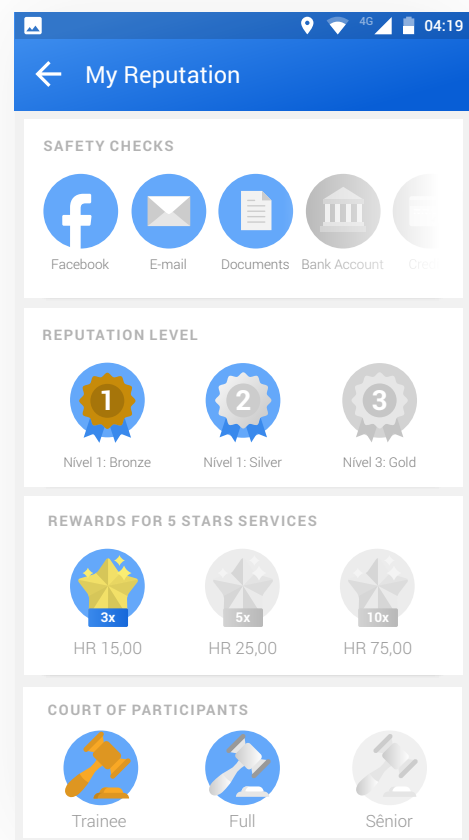 4G 04:19
My Reputation
SAFETY CHECKS
Facebook E-mail Documents Bank Account
REPUTATION LEVEL
1 2 3
Nível 1: Bronze Nível 1: Silver Nível 3: Gold
REWARDS FOR 5 STARS SERVICES
3x 5x 10x
HR 15,00 HR 25,00 HR 75,00
COURT OF PARTICIPANTS
Trainee Full Sênior